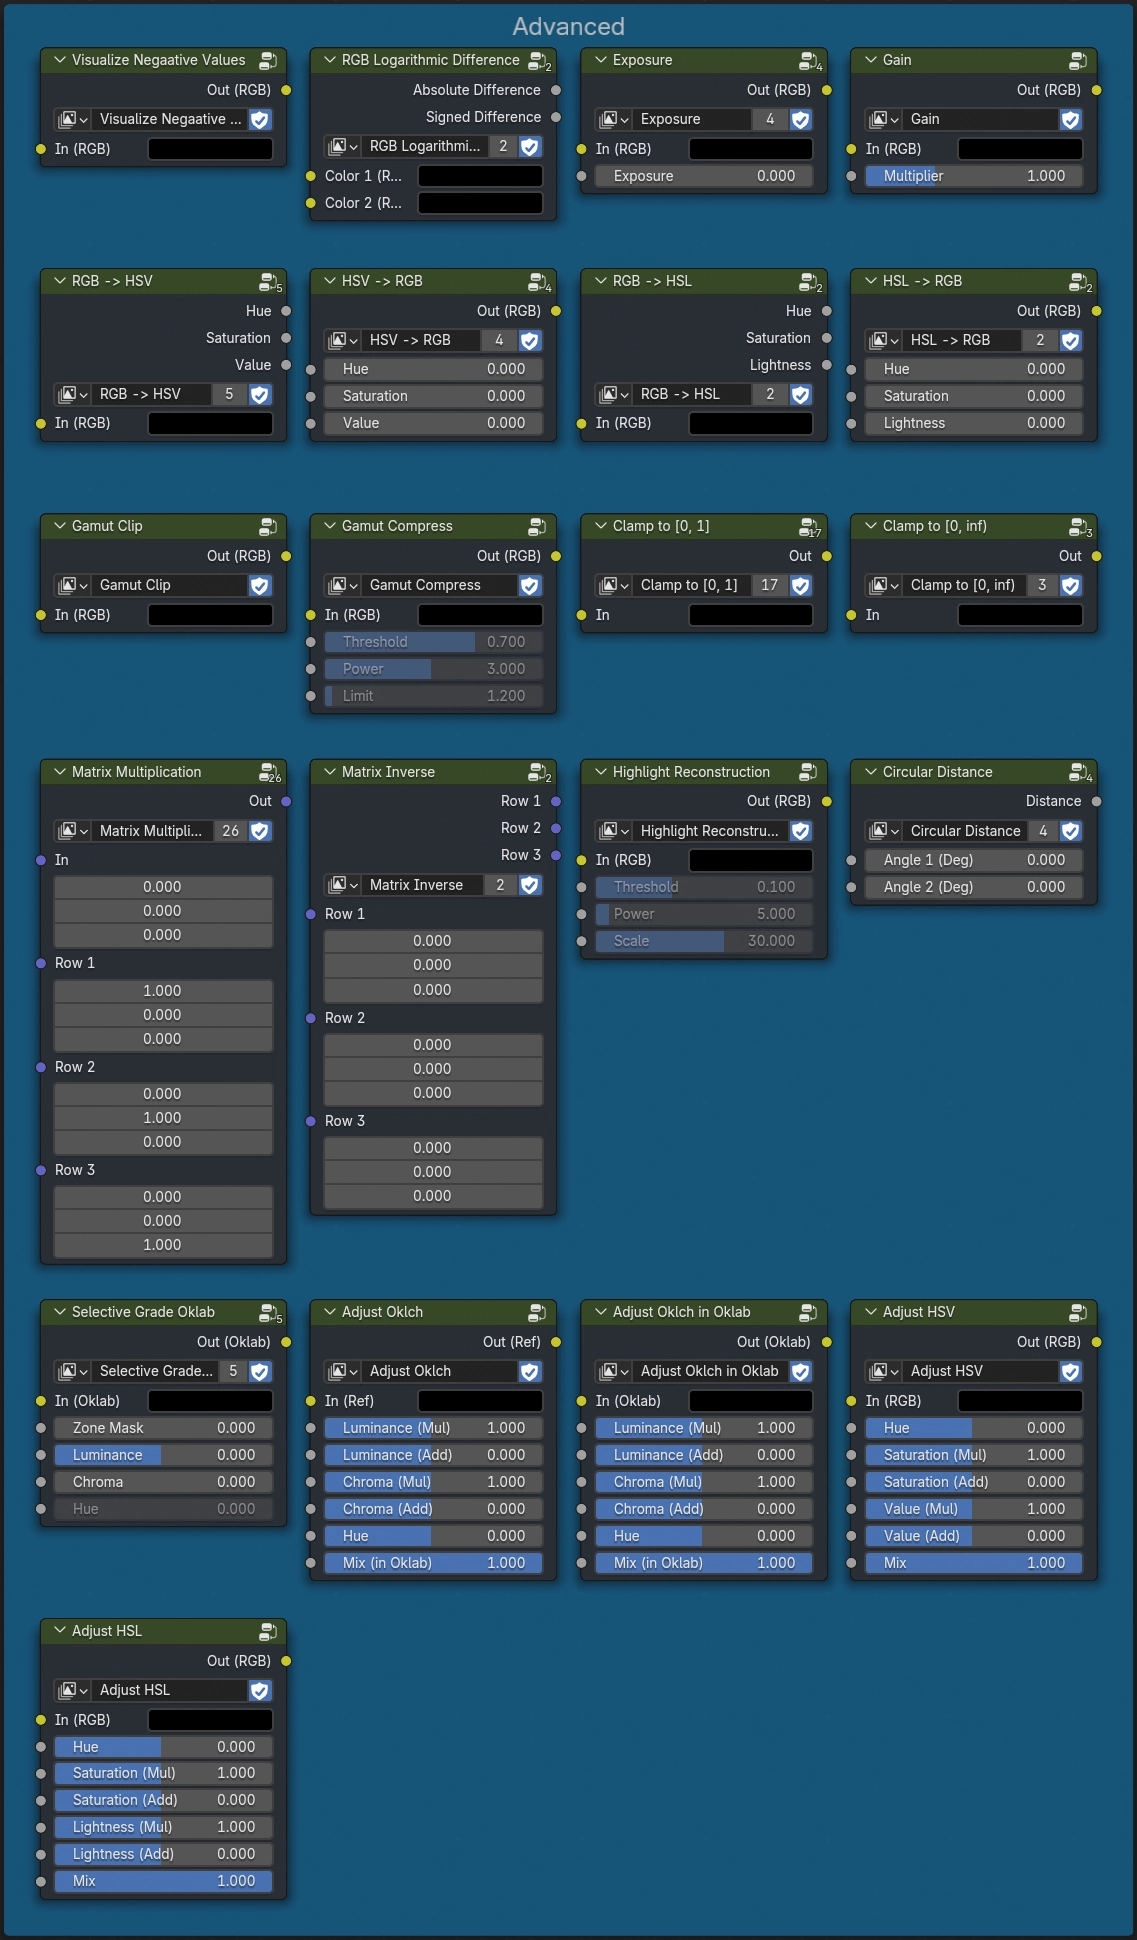 Advanced
Visualize Negaative Values
Out (RGB)
Visualize Negaative ...
In (RGB)
RGB Logarithmic Difference 2
Absolute Difference
Signed Difference
RGB Logarithmi... 2
Color 1 (R...
Color 2 (R...
Exposure 4
Out (RGB)
Exposure 4
In (RGB)
Exposure 0.000
Gain
Out (RGB)
Gain
In (RGB)
Multiplier 1.000
RGB -> HSV 5
Hue
Saturation
Value
RGB -> HSV 5
In (RGB)
HSV -> RGB 4
Out (RGB)
HSV -> RGB 4
Hue 0.000
Saturation 0.000
Value 0.000
RGB -> HSL 2
Hue
Saturation
Lightness
RGB -> HSL 2
In (RGB)
HSL -> RGB 2
Out (RGB)
HSL -> RGB 2
Hue 0.000
Saturation 0.000
Lightness 0.000
Gamut Clip
Out (RGB)
Gamut Clip
In (RGB)
Gamut Compress
Out (RGB)
Gamut Compress
In (RGB)
Threshold 0.700
Power 3.000
Limit 1.200
Clamp to [0, 1] 17
Out
Clamp to [0, 1] 17
In
Clamp to [0, inf) 3
Out
Clamp to [0, inf) 3
In
Matrix Multiplication 26
Out
Matrix Multipli... 26
In
0.000
0.000
0.000
Row 1
1.000
0.000
0.000
Row 2
0.000
1.000
0.000
Row 3
0.000
0.000
1.000
Matrix Inverse 2
Row 1
Row 2
Row 3
Matrix Inverse 2
Row 1
0.000
0.000
0.000
Row 2
0.000
0.000
0.000
Row 3
0.000
0.000
0.000
Highlight Reconstruction
Out (RGB)
Highlight Reconstru...
In (RGB)
Threshold 0.100
Power 5.000
Scale 30.000
Circular Distance 4
Distance
Circular Distance 4
Angle 1 (Deg) 0.000
Angle 2 (Deg) 0.000
Selective Grade Oklab 5
Out (Oklab)
Selective Grade... 5
In (Oklab)
Zone Mask 0.000
Luminance 0.000
Chroma 0.000
Hue 0.000
Adjust Oklch
Out (Ref)
Adjust Oklch
In (Ref)
Luminance (Mul) 1.000
Luminance (Add) 0.000
Chroma (Mul) 1.000
Chroma (Add) 0.000
Hue 0.000
Mix (in Oklab) 1.000
Adjust Oklch in Oklab
Out (Oklab)
Adjust Oklch in Oklab
In (Oklab)
Luminance (Mul) 1.000
Luminance (Add) 0.000
Chroma (Mul) 1.000
Chroma (Add) 0.000
Hue 0.000
Mix (in Oklab) 1.000
Adjust HSV
Out (RGB)
Adjust HSV
In (RGB)
Hue 0.000
Saturation (Mul) 1.000
Saturation (Add) 0.000
Value (Mul) 1.000
Value (Add) 0.000
Mix 1.000
Adjust HSL
Out (RGB)
Adjust HSL
In (RGB)
Hue 0.000
Saturation (Mul) 1.000
Saturation (Add) 0.000
Lightness (Mul) 1.000
Lightness (Add) 0.000
Mix 1.000